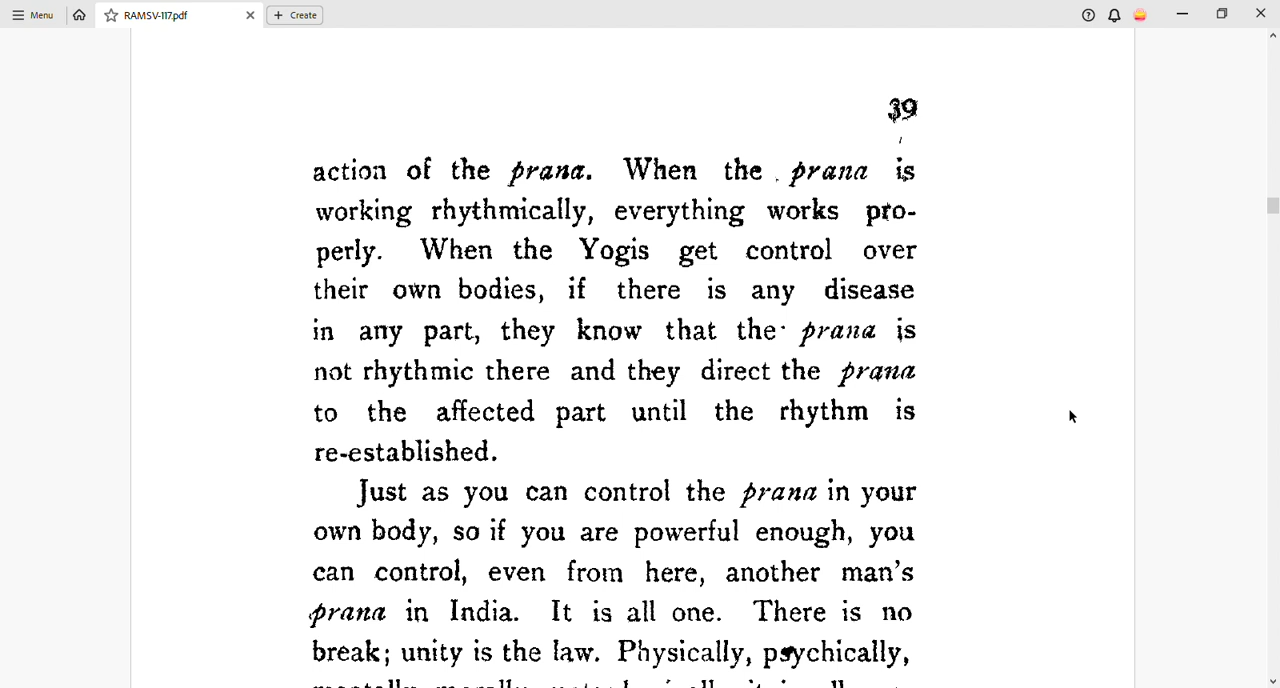 Menu
RAMSV-117.pdf
Create
39
action of the prana. When the prana is
working rhythmically, everything works pro-
perly. When the Yogis get control over
their own bodies, if there is any disease
in any part, they know that the prana is
not rhythmic there and they direct the prana
to the affected part until the rhythm is
re-established.
Just as you can control the prana in your
own body, so if you are powerful enough, you
can control, even from here, another man's
prana in India. It is all one. There is no
break; unity is the law. Physically, psychically,